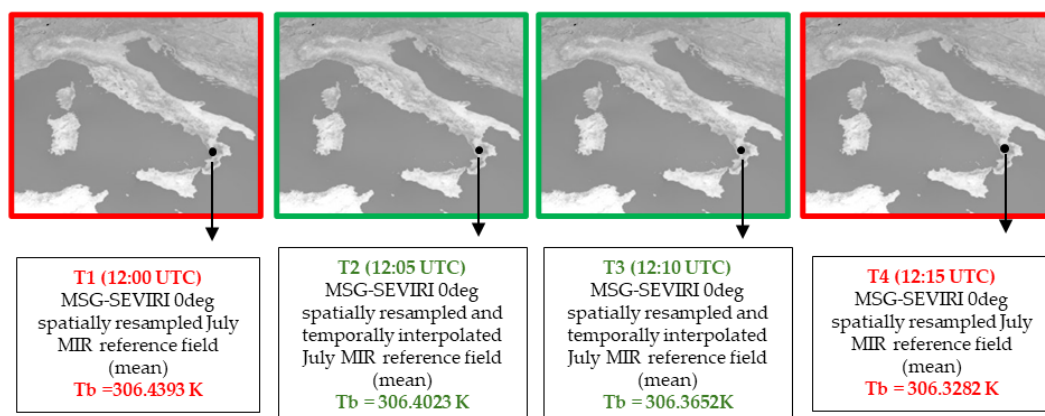 T1 (12:00 UTC)
MSG-SEVIRI 0deg
spatially resampled July
MIR reference field
(mean)
Tb =306.4393 K
T2 (12:05 UTC)
MSG-SEVIRI 0deg
spatially resampled and
temporally interpolated
July MIR reference field
(mean)
Tb =306.4023 K
T3 (12:10 UTC)
MSG-SEVIRI 0deg
spatially resampled and
temporally interpolated
July MIR reference field
(mean)
Tb =306.3652K
T4 (12:15 UTC)
MSG-SEVIRI 0deg
spatially resampled July
MIR reference field
(mean)
Tb =306.3282 K